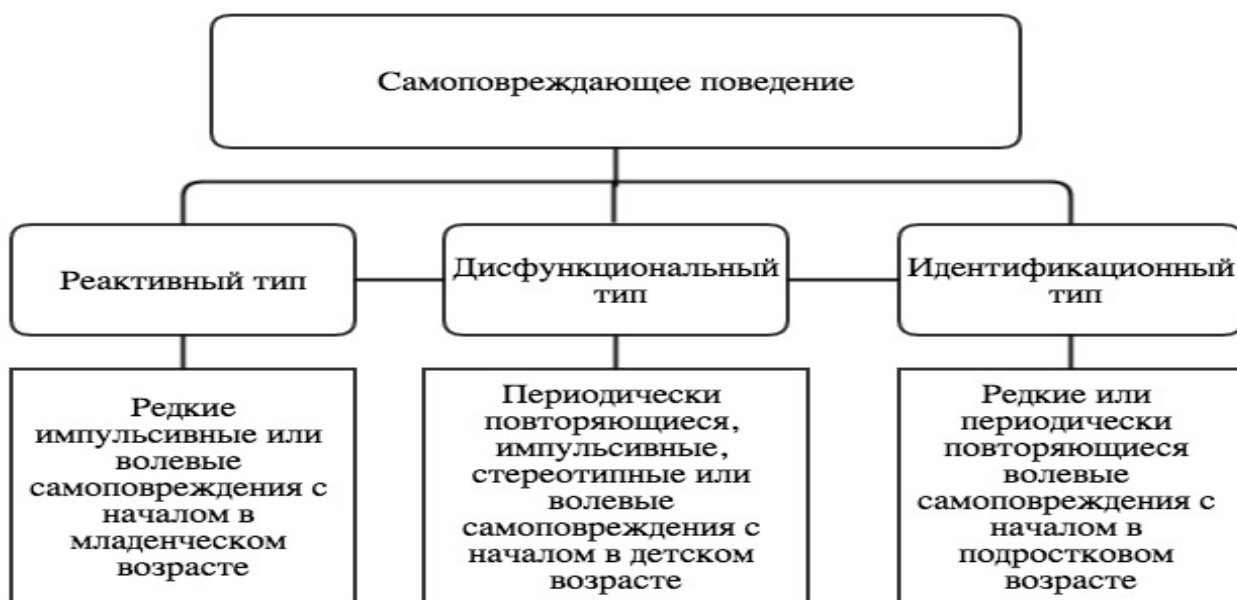 Самоповреждающее поведение
Реактивный тип
Дисфункциональный
тип
Идентификационный
тип
Редкие
импульсивные или
волевые
самоповреждения с
началом в
младенческом
возрасте
Периодически
повторяющиеся,
импульсивные,
стереотипные или
волевые
самоповреждения с
началом в детском
возрасте
Редкие или
периодически
повторяющиеся
волевые
самоповреждения с
началом в
подростковом
возрасте